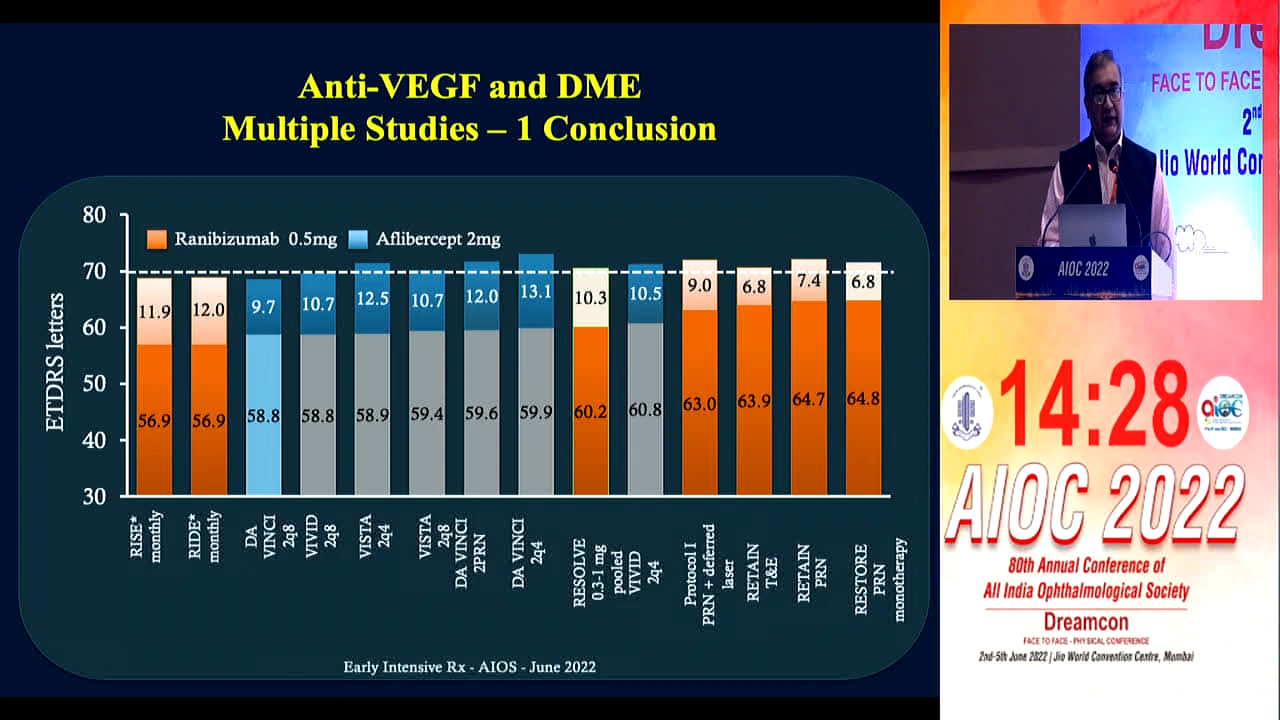 Anti-VEGF and DME
Multiple Studies – 1 Conclusion
80
70
60
50
40
30
ETDRS letters
Ranibizumab 0.5mg
Aflibercept 2mg
11.9
12.0
9.7
10.7
12.5
10.7
12.0
13.1
10.3
10.5
9.0
6.8
7.4
6.8
56.9
56.9
58.8
58.8
58.9
59.4
59.6
59.9
60.2
60.8
63.0
63.9
64.7
64.8
RISE*
monthly
RIDE*
monthly
DA
VINCI
2q8
VIVID
2q8
VISTA
2q4
VISTA
2q8
DA VINCI
2PRN
DA VINCI
2q4
RESOLVE
0.3-1 mg
pooled
VIVID
2q4
Protocol I
PRN + deferred
laser
RETAIN
T&E
RETAIN
PRN
RESTORE
PRN
monotherapy
Early Intensive Rx - AIOS - June 2022
FACE TO FACE
2nd
Jio World Con
AIOC 2022
14:28
AIOC 2022
80th Annual Conference of
All India Ophthalmological Society
Dreamcon
FACE TO FACE - PHYSICAL CONFERENCE
2nd-5th June 2022 | Jio World Convention Centre, Mumbai